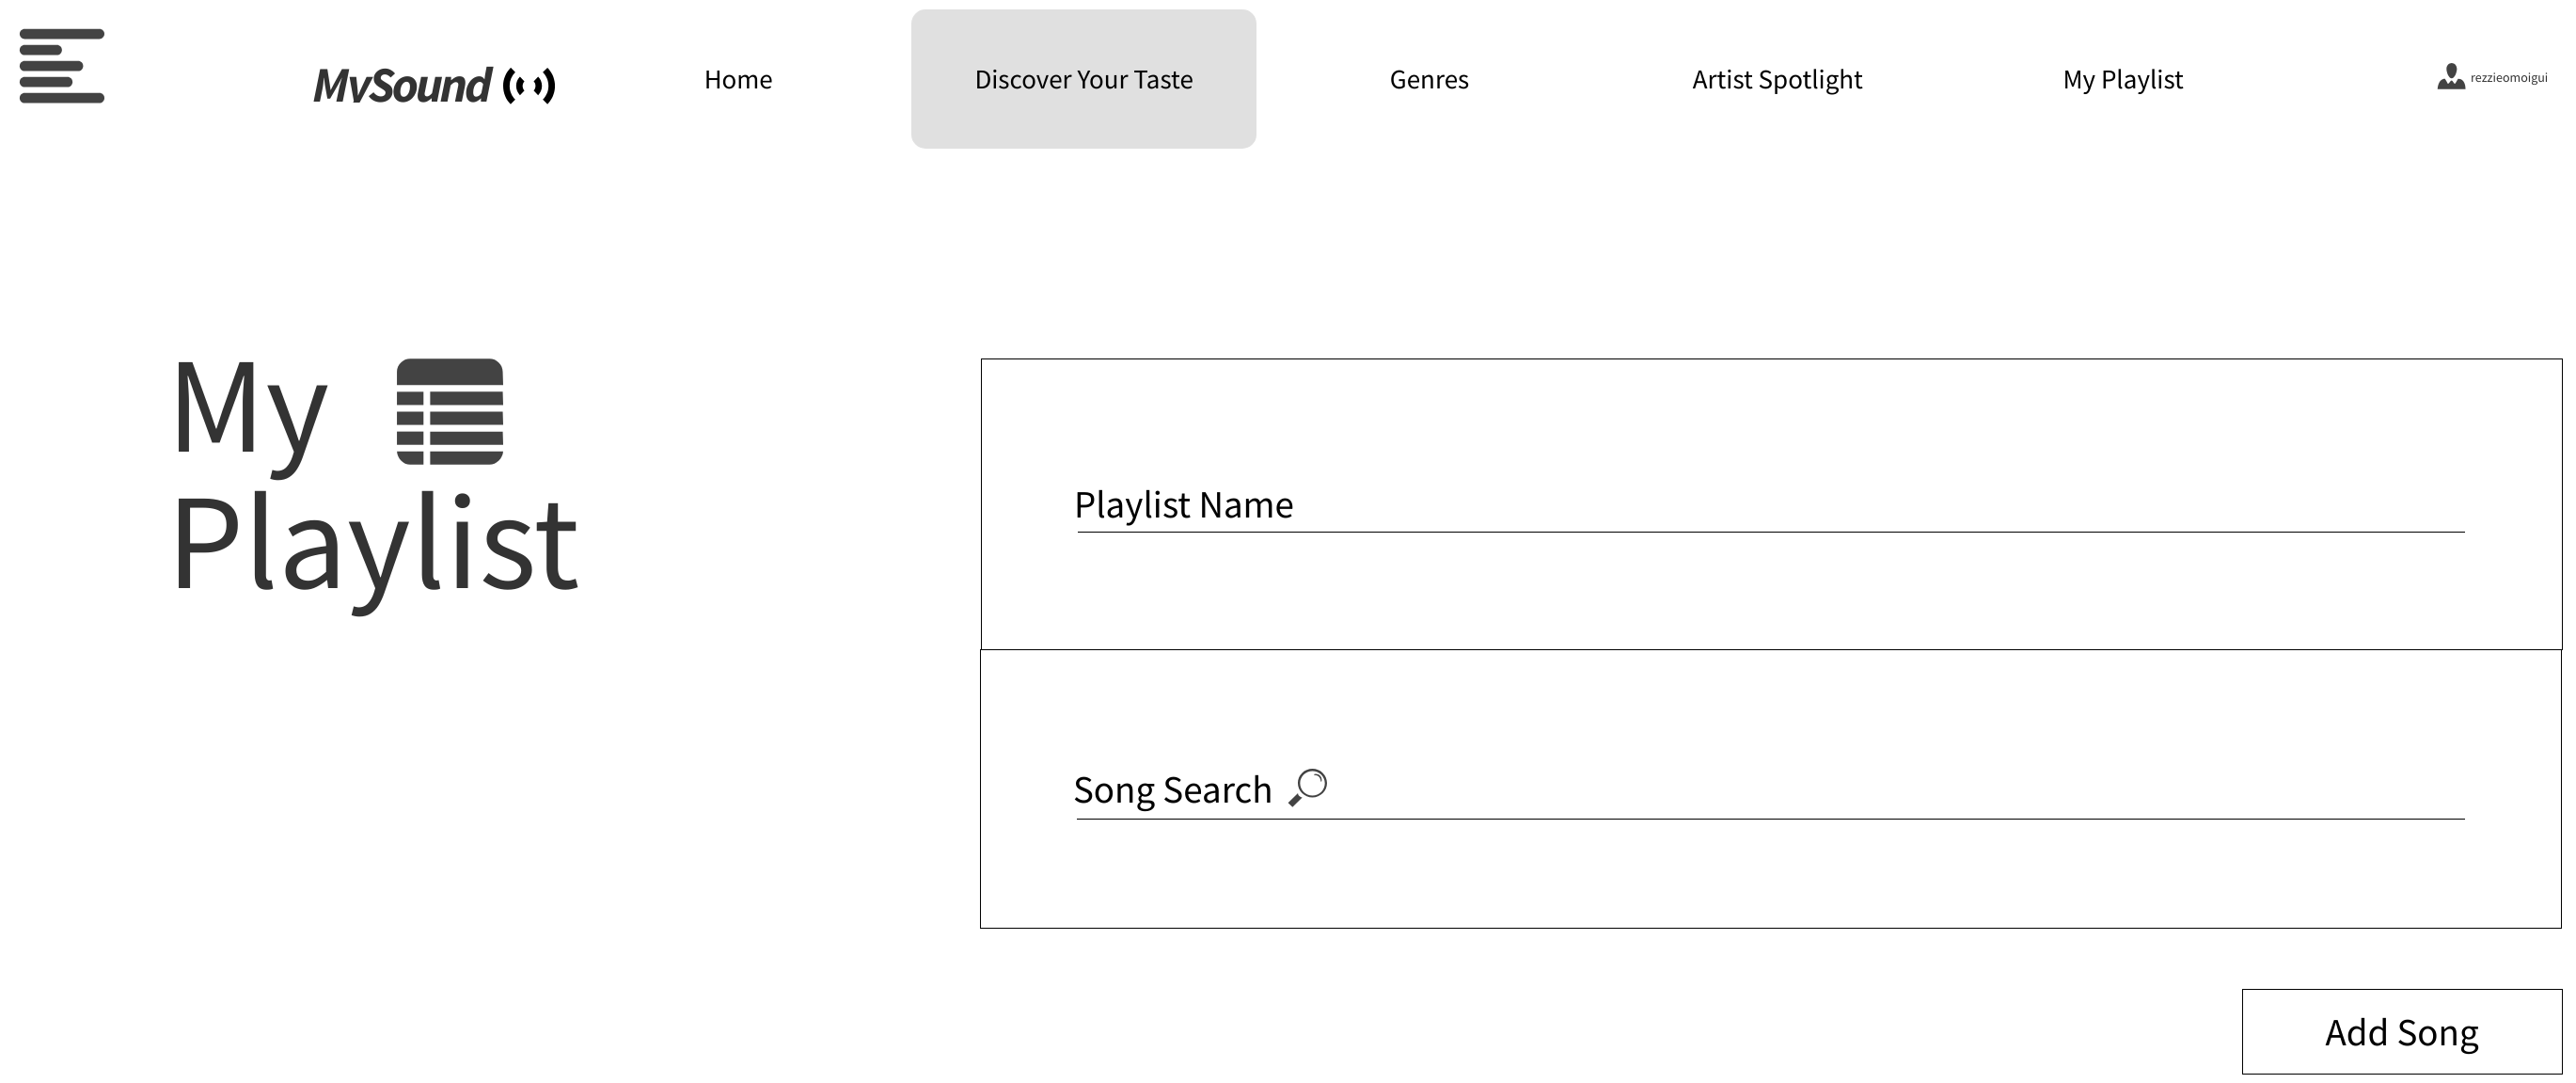 MySound
Home
Discover Your Taste
Genres
Artist Spotlight
My Playlist
rezzieomoigui
My
Playlist
Playlist Name
Song Search
Add Song